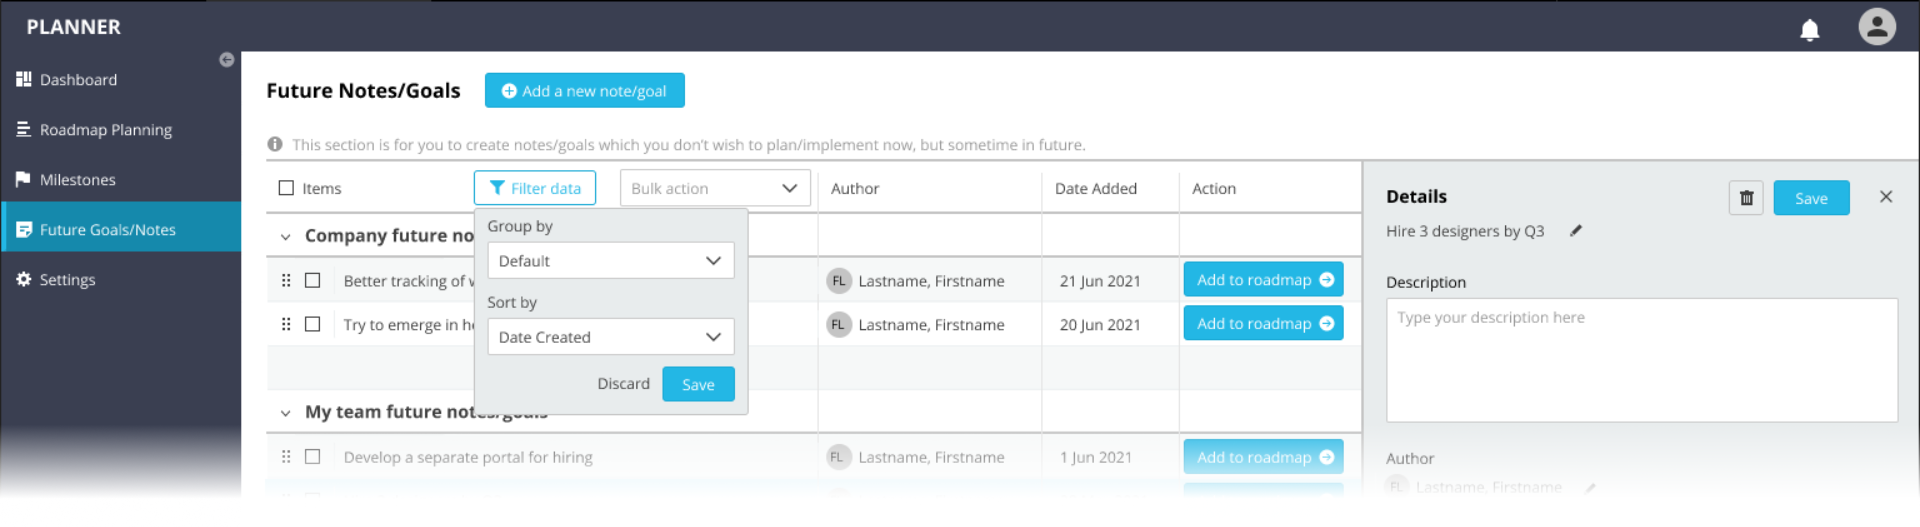 PLANNER
Dashboard
Roadmap Planning
Milestones
Future Goals/Notes
Settings
Future Notes/Goals
Add a new note/goal
This section is for you to create notes/goals which you don't wish to plan/implement now, but sometime in future.
Items
Filter data
Bulk action
Author
Date Added
Action
Group by
Default
Sort by
Date Created
Discard
Save
Company future
Better tracking of
FL Lastname, Firstname
21 Jun 2021
Add to roadmap
Try to emerge in
FL Lastname, Firstname
20 Jun 2021
Add to roadmap
My team future notes/goals
Develop a separate portal for hiring
FL Lastname, Firstname
1 Jun 2021
Add to roadmap
Details
Save
Hire 3 designers by Q3
Description
Type your description here
Author
FL Lastname, Firstname